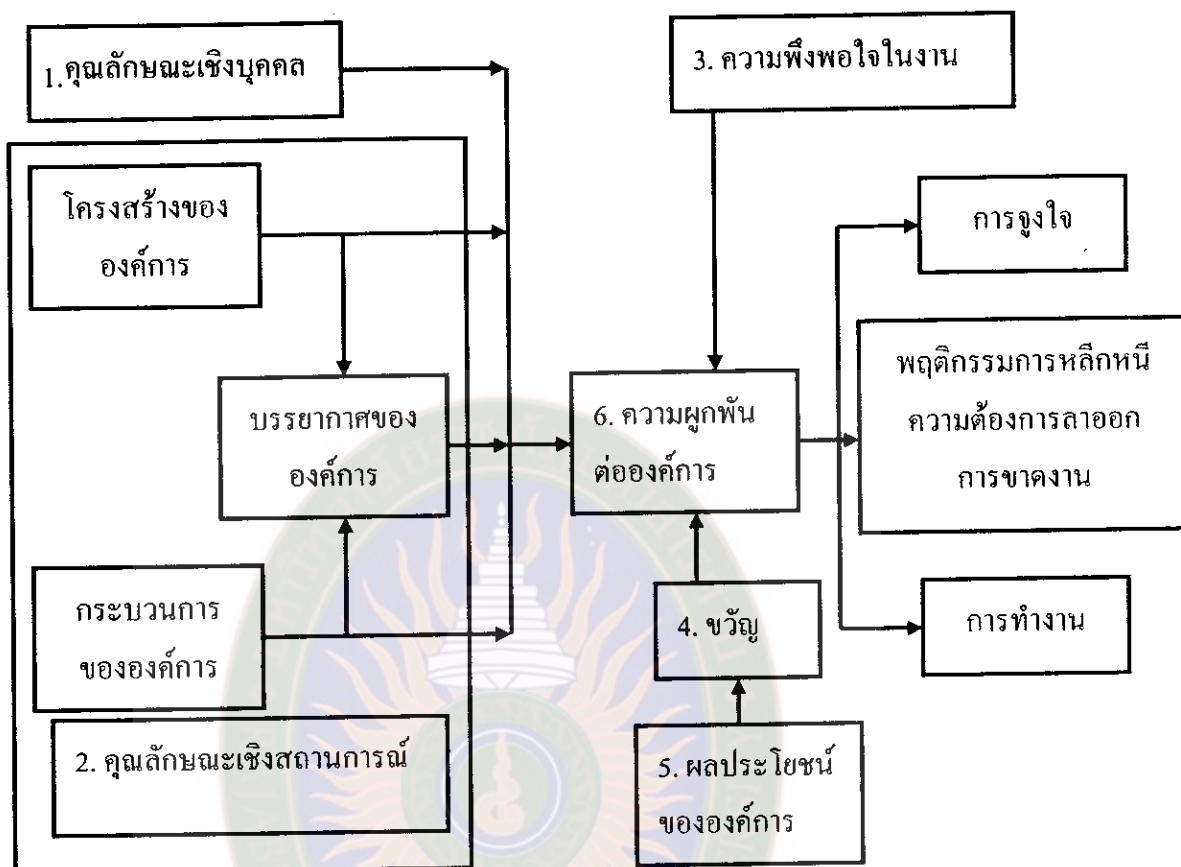 1. คุณลักษณะเชิงบุคคล
3. ความพึงพอใจในงาน
โครงสร้างของ
องค์การ
การจูงใจ
บรรยากาศของ
องค์การ
6. ความผูกพัน
ต่อองค์การ
พฤติกรรมการหลีกหนี
ความต้องการลาออก
การขาดงาน
กระบวนการ
ขององค์การ
4. ขวัญ
การทำงาน
2. คุณลักษณะเชิงสถานการณ์
5. ผลประโยชน์
ขององค์การ